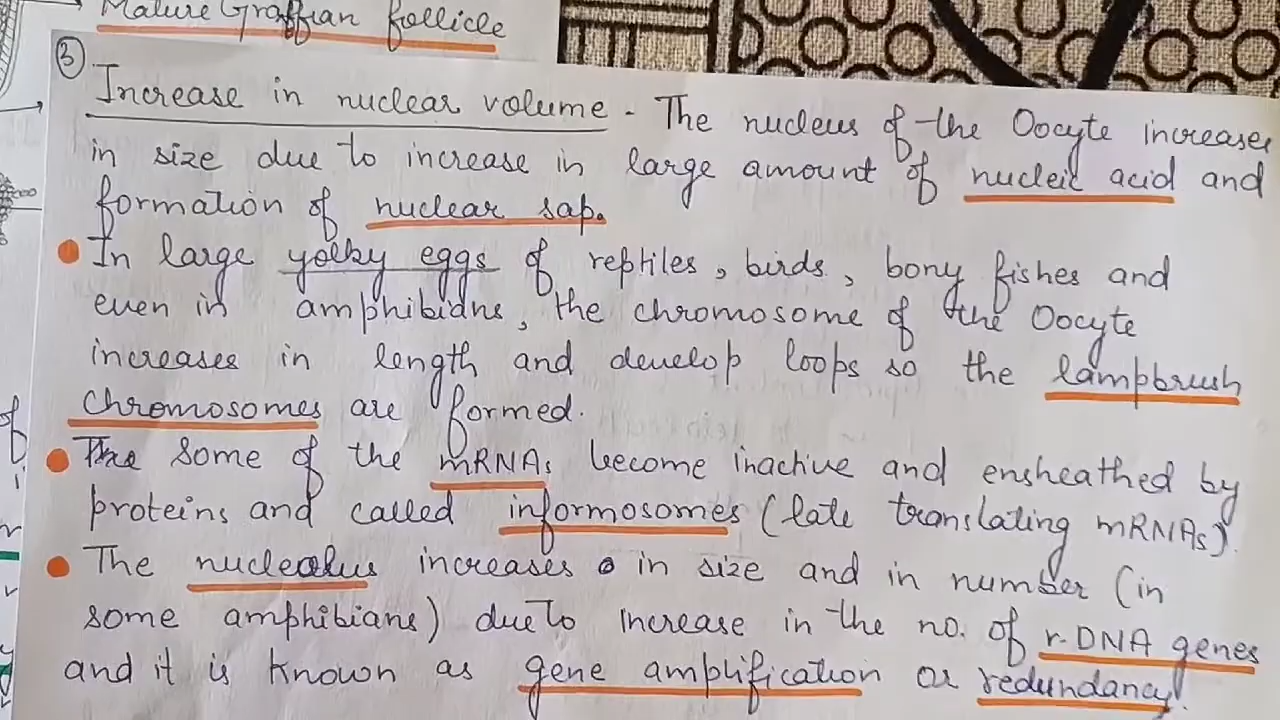 Mature Graffian follicle
③ Increase in nuclear volume - The nucleus of the Oocyte increases
in size due to increase in large amount of nucleic acid and
formation of nuclear sap.
In large yolky eggs of reptiles, birds, bony fishes and
even in amphibians, the chromosome of the Oocyte
increases in length and develop loops so the lampbrush
chromosomes are formed.
The some of the mRNAs become inactive and ensheathed by
proteins and called informosomes (late translating mRNAs).
The nucleolus increases in size and in number (in
some amphibians) due to increase in the no. of r-DNA genes
and it is known as gene amplification or redundancy.
of